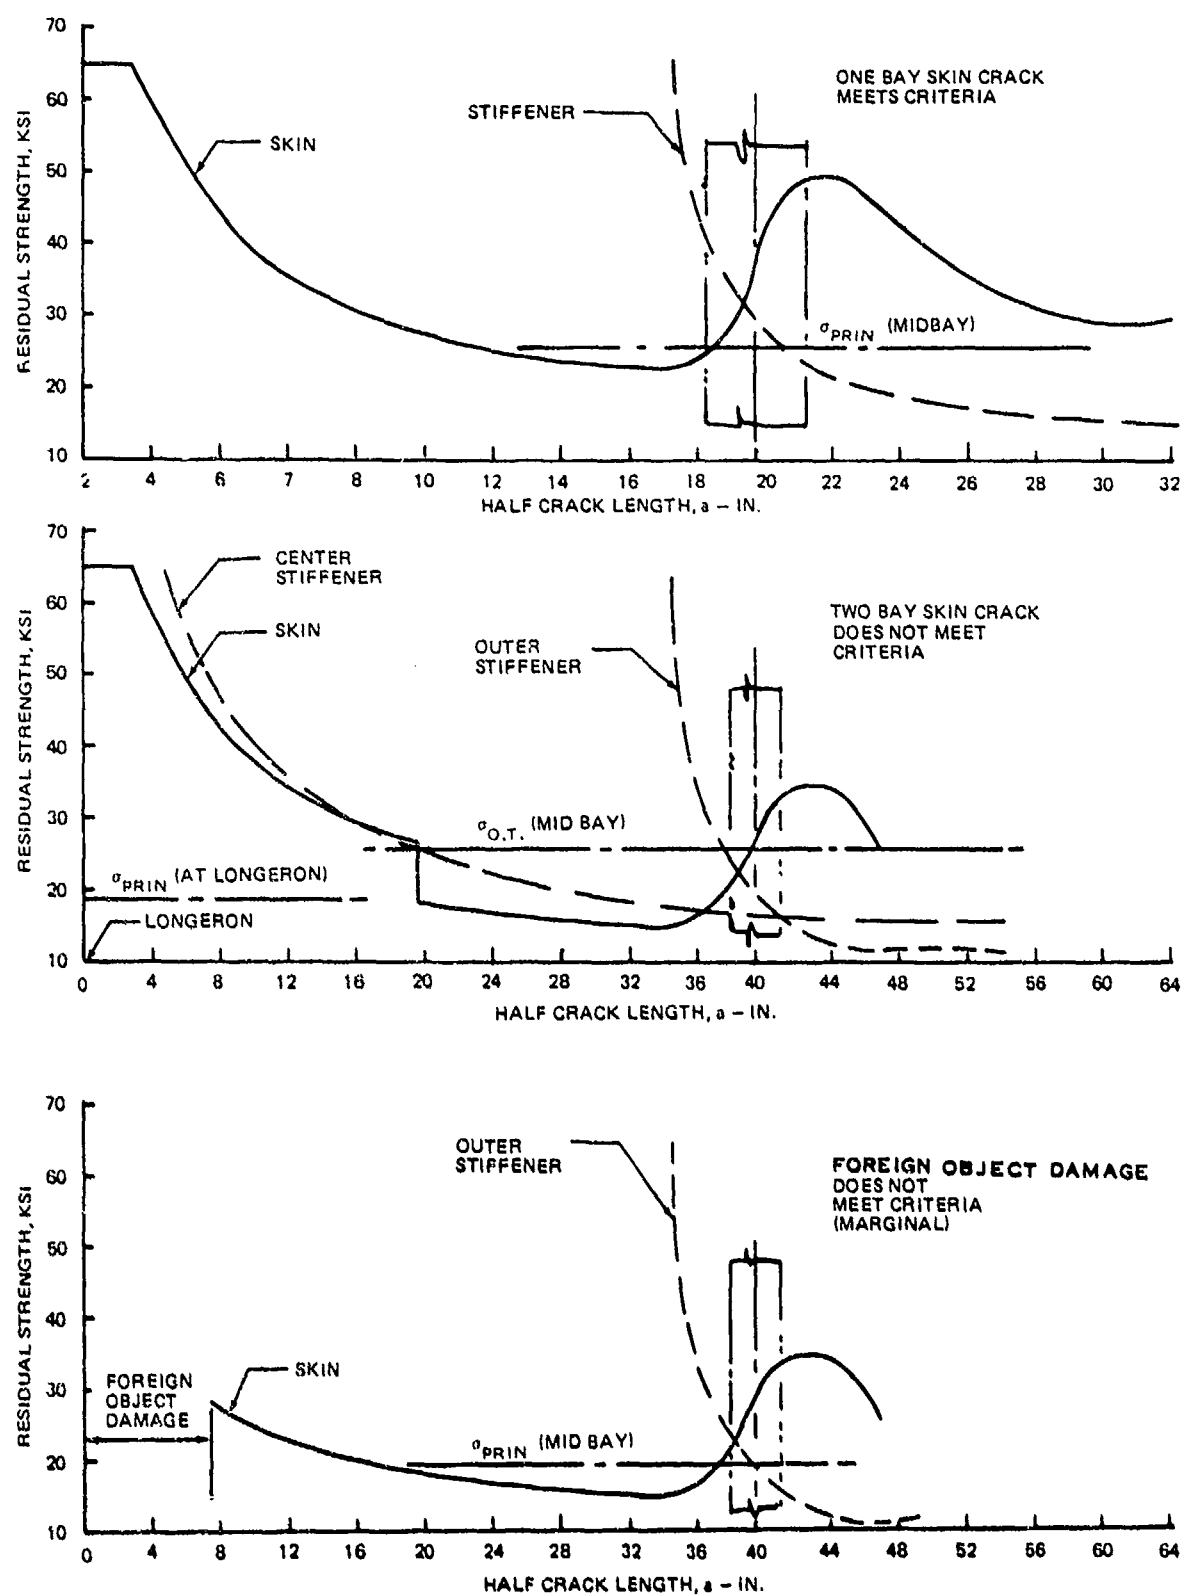 70
60
50
40
30
20
10
RESIDUAL STRENGTH, KSI
SKIN
STIFFENER
ONE BAY SKIN CRACK
MEETS CRITERIA
σPRIN (MIDBAY)
2 4 6 7 8 10 12 14 16 18 20 22 24 26 28 30 32
HALF CRACK LENGTH, a – IN.
70
60
50
40
30
20
10
RESIDUAL STRENGTH, KSI
CENTER
STIFFENER
SKIN
OUTER
STIFFENER
TWO BAY SKIN CRACK
DOES NOT MEET
CRITERIA
σO.T. (MID BAY)
σPRIN (AT LONGERON)
LONGERON
0 4 8 12 16 20 24 28 32 36 40 44 48 52 56 60 64
HALF CRACK LENGTH, a – IN.
70
60
50
40
30
20
10
RESIDUAL STRENGTH, KSI
OUTER
STIFFENER
FOREIGN OBJECT DAMAGE
DOES NOT
MEET CRITERIA
(MARGINAL)
SKIN
FOREIGN
OBJECT
DAMAGE
σPRIN (MID BAY)
0 4 8 12 16 20 24 28 32 36 40 44 48 52 56 60 64
HALF CRACK LENGTH, a – IN.